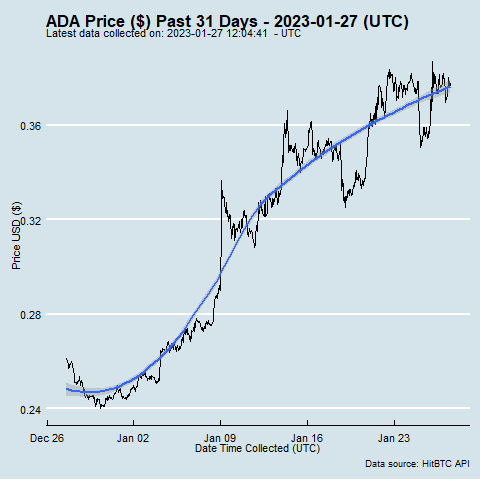 ADA Price ($) Past 31 Days - 2023-01-27 (UTC)
Latest data collected on: 2023-01-27 12:04:41 - UTC
Price USD ($)
0.36
0.32
0.28
0.24
Dec 26 Jan 02 Jan 09 Jan 16 Jan 23
Date Time Collected (UTC)
Data source: HitBTC API